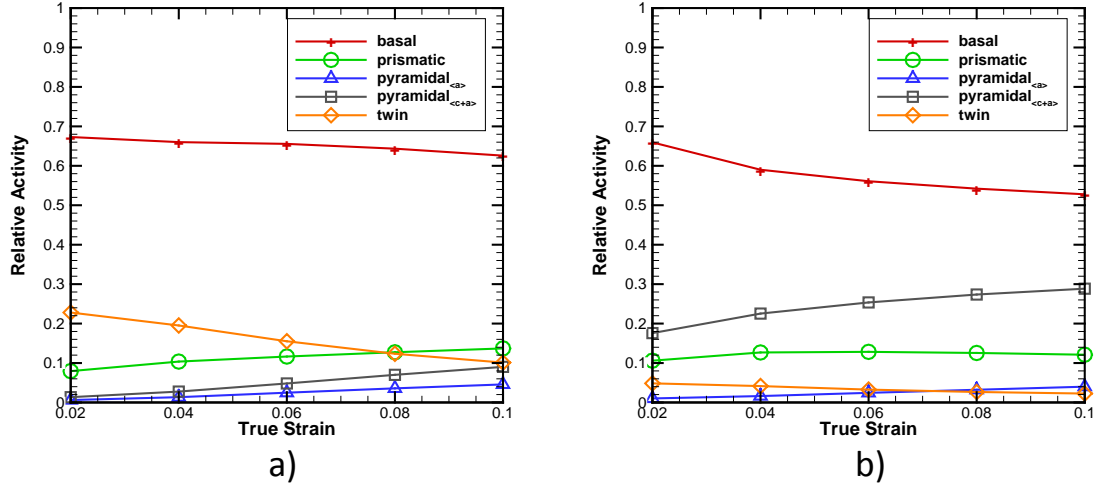 Relative Activity
1
0.9
0.8
0.7
0.6
0.5
0.4
0.3
0.2
0.1
0
basal
prismatic
pyramidal<a>
pyramidal<c+a>
twin
0.02 0.04 0.06 0.08 0.1
True Strain
a)
Relative Activity
1
0.9
0.8
0.7
0.6
0.5
0.4
0.3
0.2
0.1
0
basal
prismatic
pyramidal<a>
pyramidal<c+a>
twin
0.02 0.04 0.06 0.08 0.1
True Strain
b)